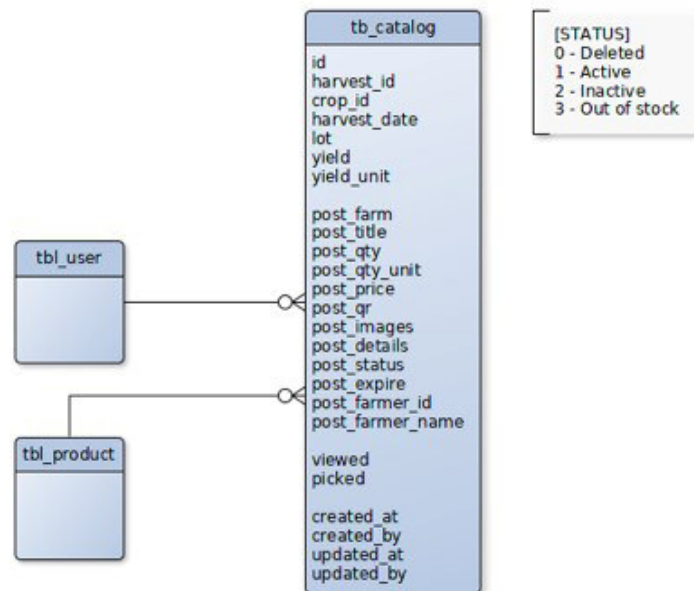 tb_catalog
id
harvest_id
crop_id
harvest_date
lot
yield
yield_unit
post_farm
post_title
post_qty
post_qty_unit
post_price
post_qr
post_images
post_details
post_status
post_expire
post_farmer_id
post_farmer_name
viewed
picked
created_at
created_by
updated_at
updated_by
[STATUS]
0 - Deleted
1 - Active
2 - Inactive
3 - Out of stock
tbl_user
tbl_product